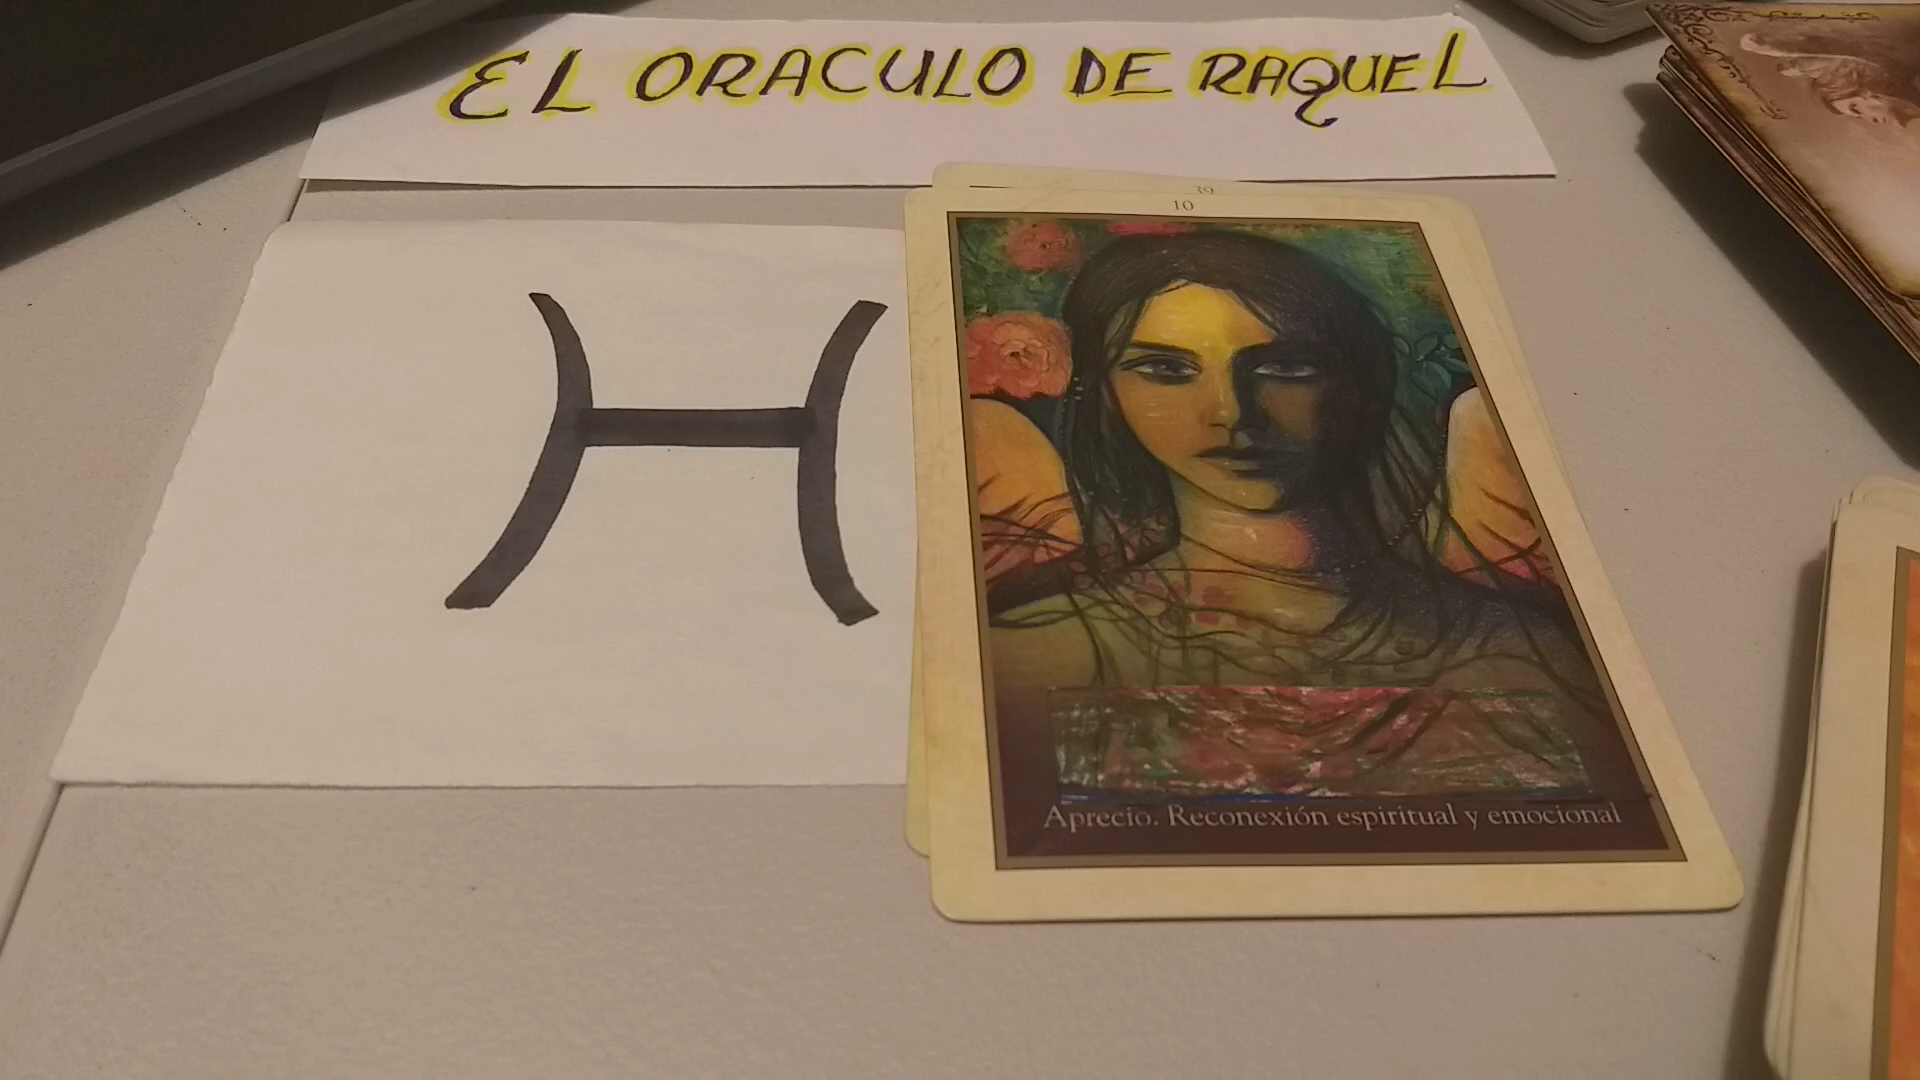 EL ORACULO DE RAQUEL
39
10
Aprecio. Reconexión espiritual y emocional